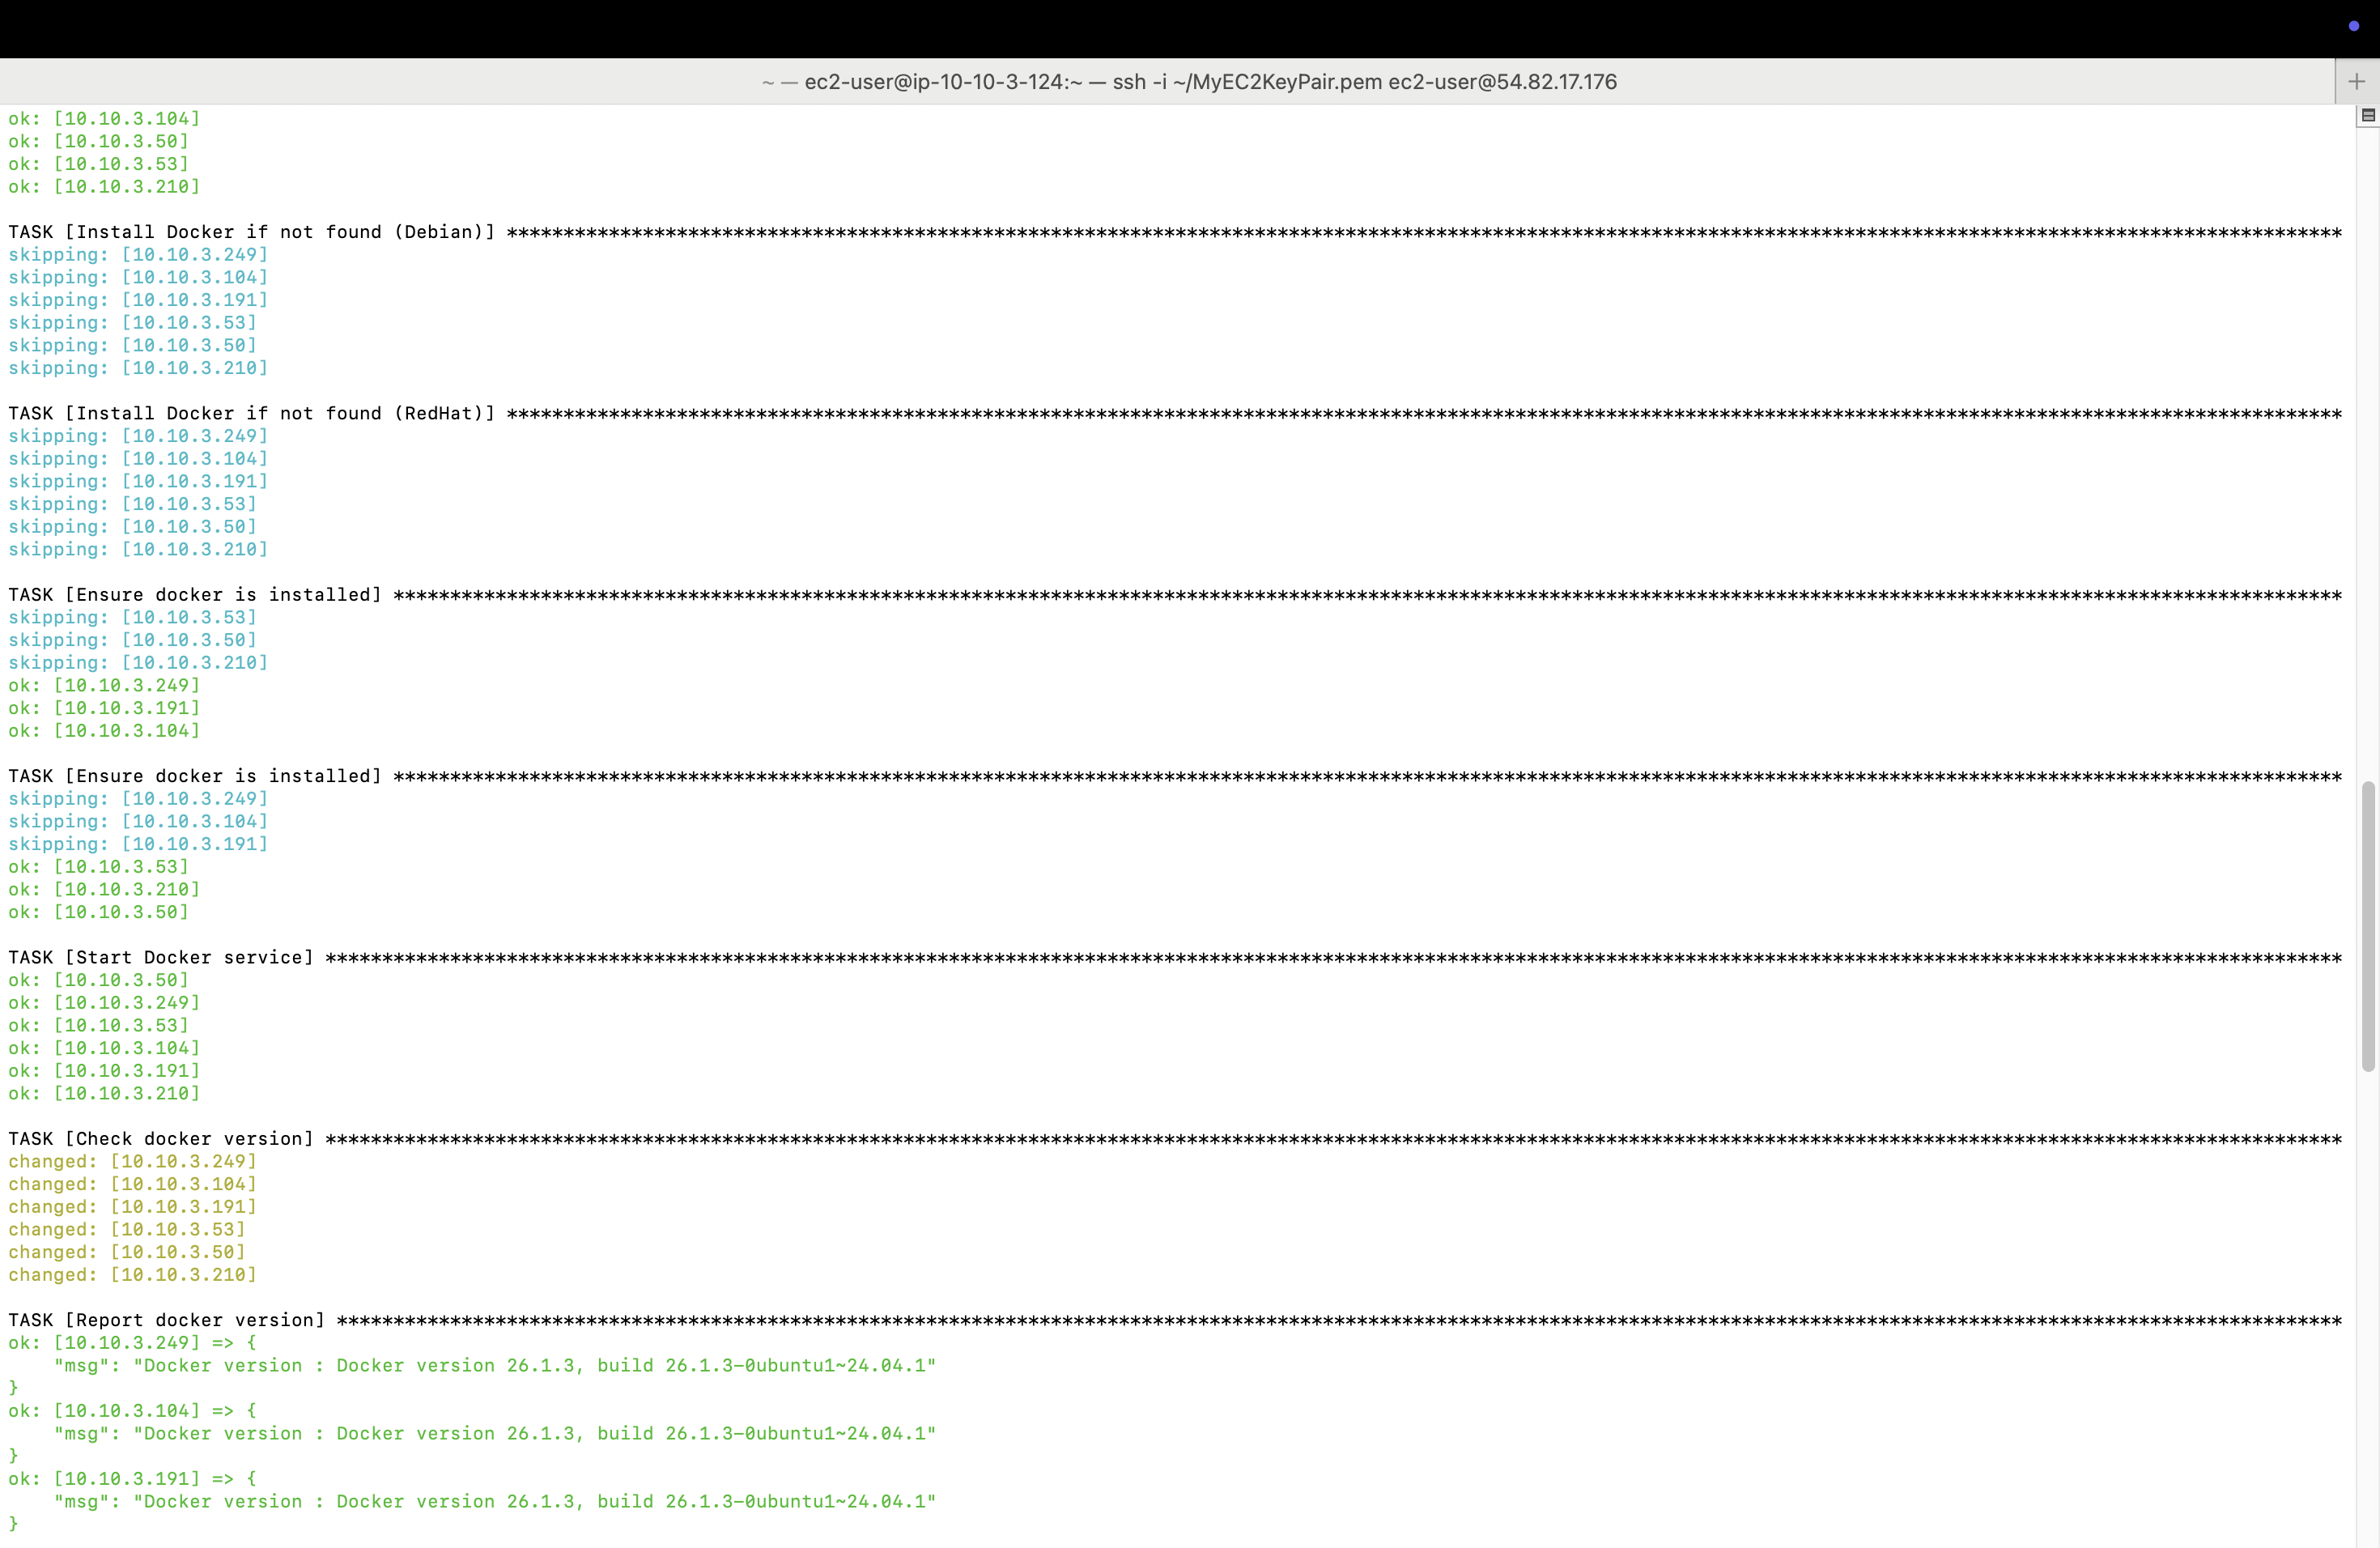 ~ — ec2-user@ip-10-10-3-124:~ — ssh -i ~/MyEC2KeyPair.pem ec2-user@54.82.17.176
ok: [10.10.3.104]
ok: [10.10.3.50]
ok: [10.10.3.53]
ok: [10.10.3.210]
TASK [Install Docker if not found (Debian)] ******************************************************************************************************************************************************************
skipping: [10.10.3.249]
skipping: [10.10.3.104]
skipping: [10.10.3.191]
skipping: [10.10.3.53]
skipping: [10.10.3.50]
skipping: [10.10.3.210]
TASK [Install Docker if not found (RedHat)] ******************************************************************************************************************************************************************
skipping: [10.10.3.249]
skipping: [10.10.3.104]
skipping: [10.10.3.191]
skipping: [10.10.3.53]
skipping: [10.10.3.50]
skipping: [10.10.3.210]
TASK [Ensure docker is installed] ****************************************************************************************************************************************************************************
skipping: [10.10.3.53]
skipping: [10.10.3.50]
skipping: [10.10.3.210]
ok: [10.10.3.249]
ok: [10.10.3.191]
ok: [10.10.3.104]
TASK [Ensure docker is installed] ****************************************************************************************************************************************************************************
skipping: [10.10.3.249]
skipping: [10.10.3.104]
skipping: [10.10.3.191]
ok: [10.10.3.53]
ok: [10.10.3.210]
ok: [10.10.3.50]
TASK [Start Docker service] **********************************************************************************************************************************************************************************
ok: [10.10.3.50]
ok: [10.10.3.249]
ok: [10.10.3.53]
ok: [10.10.3.104]
ok: [10.10.3.191]
ok: [10.10.3.210]
TASK [Check docker version] **********************************************************************************************************************************************************************************
changed: [10.10.3.249]
changed: [10.10.3.104]
changed: [10.10.3.191]
changed: [10.10.3.53]
changed: [10.10.3.50]
changed: [10.10.3.210]
TASK [Report docker version] *********************************************************************************************************************************************************************************
ok: [10.10.3.249] => {
    "msg": "Docker version : Docker version 26.1.3, build 26.1.3-0ubuntu1~24.04.1"
}
ok: [10.10.3.104] => {
    "msg": "Docker version : Docker version 26.1.3, build 26.1.3-0ubuntu1~24.04.1"
}
ok: [10.10.3.191] => {
    "msg": "Docker version : Docker version 26.1.3, build 26.1.3-0ubuntu1~24.04.1"
}